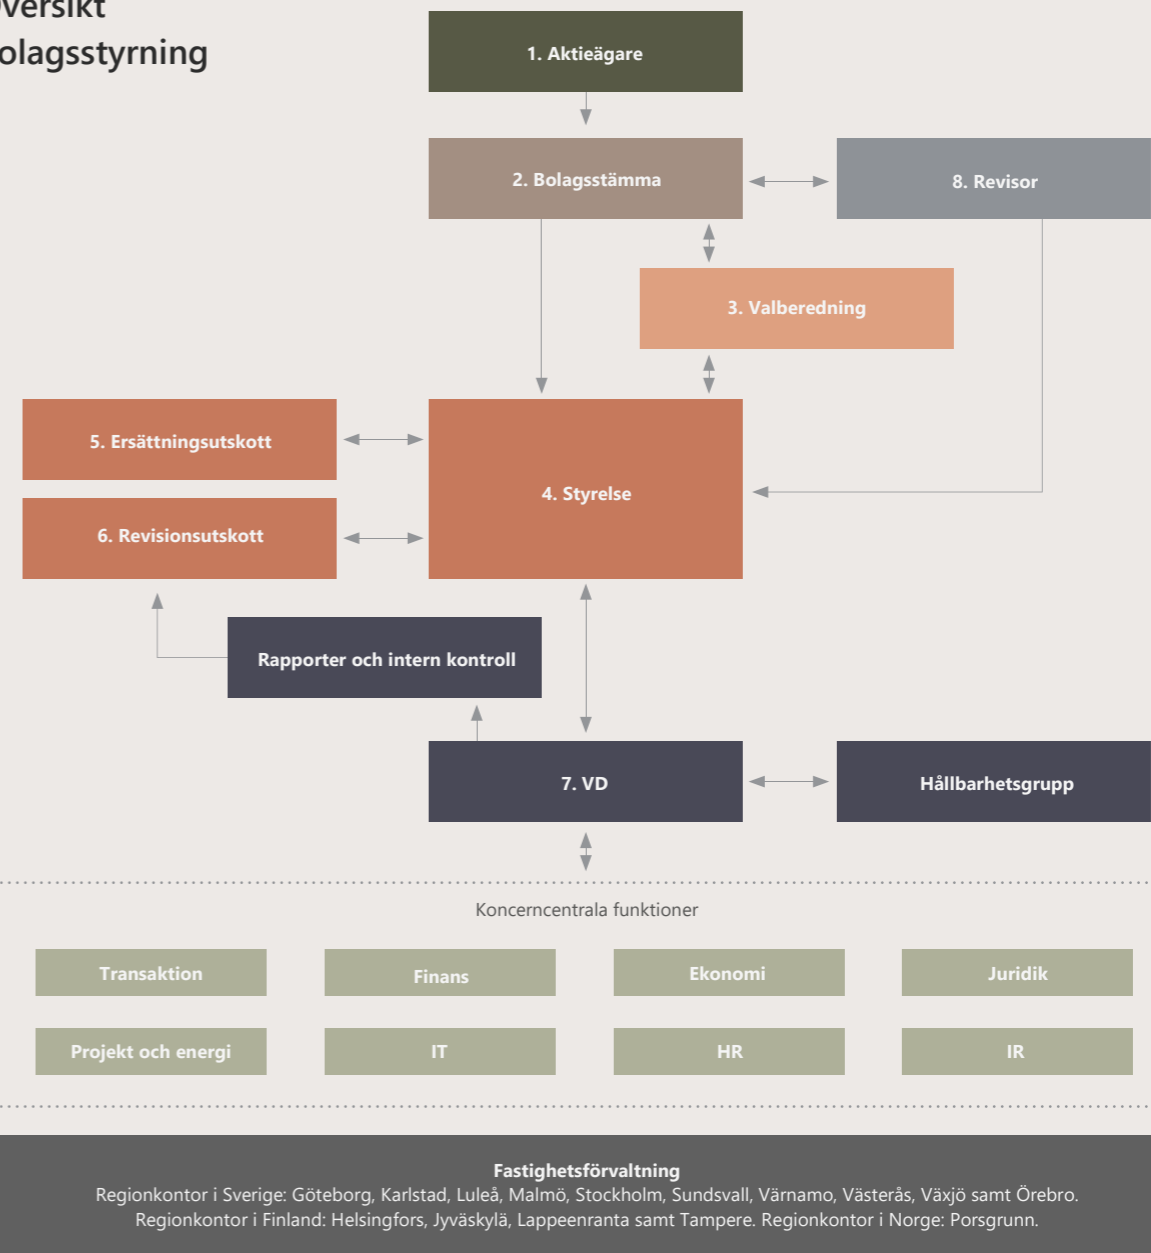 versikt
olagsstyrning
1. Aktieägare
2. Bolagsstämma
8. Revisor
3. Valberedning
5. Ersättningsutskott
4. Styrelse
6. Revisionsutskott
Rapporter och intern kontroll
7. VD
Hållbarhetsgrupp
Koncerncentrala funktioner
Transaktion
Finans
Ekonomi
Juridik
Projekt och energi
IT
HR
IR
Fastighetsförvaltning
Regionkontor i Sverige: Göteborg, Karlstad, Luleå, Malmö, Stockholm, Sundsvall, Värnamo, Västerås, Växjö samt Örebro.
Regionkontor i Finland: Helsingfors, Jyväskylä, Lappeenranta samt Tampere. Regionkontor i Norge: Porsgrunn.